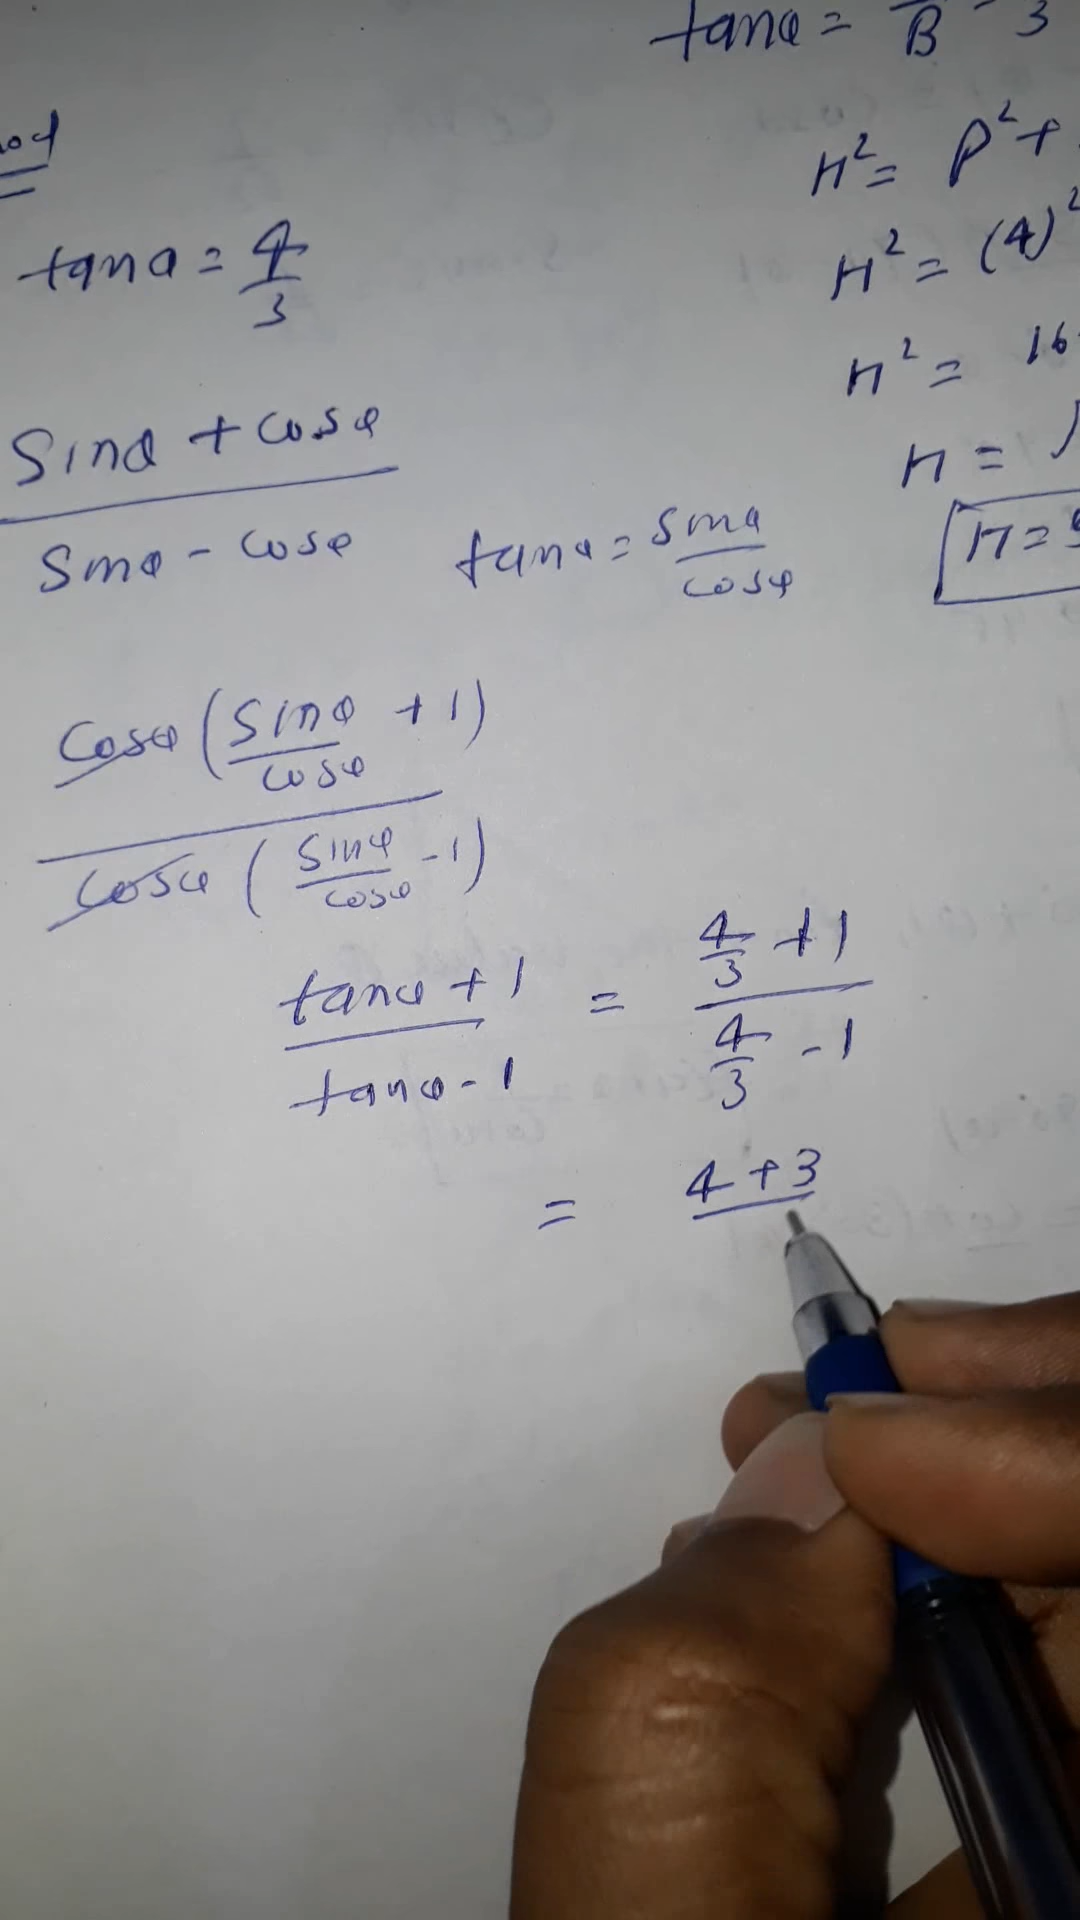 tanθ = /B = 3
H² = P² +
H² = (4)²
H² = 16
H = √
H = 5
tanθ = 4/3
(Sinθ + Cosθ)/(Sinθ - Cosθ)
tanθ = Sinθ/Cosθ
Cosθ (Sinθ/Cosθ + 1)
Cosθ (Sinθ/Cosθ - 1)
(tanθ + 1)/(tanθ - 1) = (4/3 + 1)/(4/3 - 1)
= 4 + 3